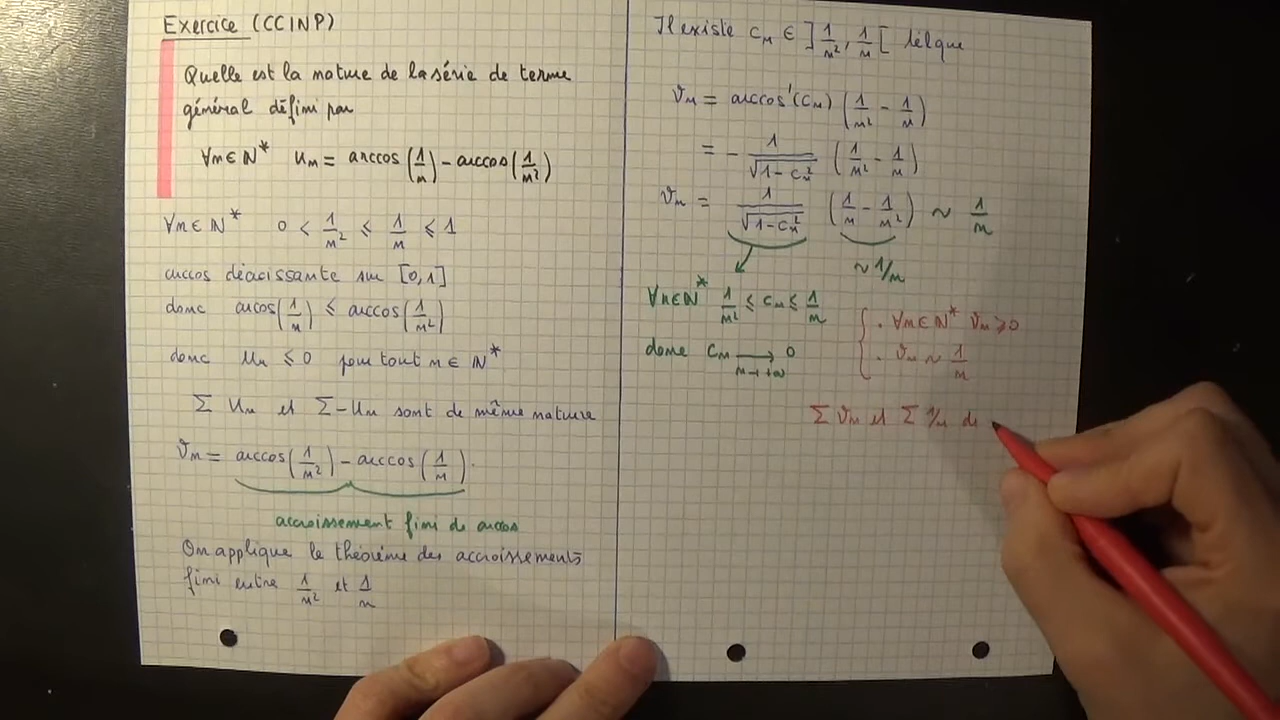 Exercice (CCINP)
Quelle est la nature de la série de terme
général défini par
∀n∈ℕ* un = arccos(1/n) - arccos(1/n²)
∀n∈ℕ* 0 < 1/n² ≤ 1/n ≤ 1
arccos décroissante sur [0,1]
donc arcos(1/n) ≤ arccos(1/n²)
donc Un ≤ 0 pour tout n∈ ℕ*
Σ Un et Σ-Un sont de même nature
Vn = arccos(1/n²) - arccos(1/n).
accroissement fini de arccos
On applique le théorème des accroissements
fini entre 1/n² et 1/n
Il existe cn ∈ ]1/n², 1/n[ tel que
Vn = arccos'(cn) (1/n² - 1/n)
= - 1/√(1-cn²) (1/n² - 1/n)
Vn = 1/√(1-cn²) (1/n - 1/n²) ~ 1/n
~ 1/n
∀n∈ℕ* 1/n² ≤ cn ≤ 1/n
donc cn → 0
n→+∞
{ . ∀n∈ℕ* Vn ≥ 0
. Vn ~ 1/n
Σ Vn et Σ 1/n de